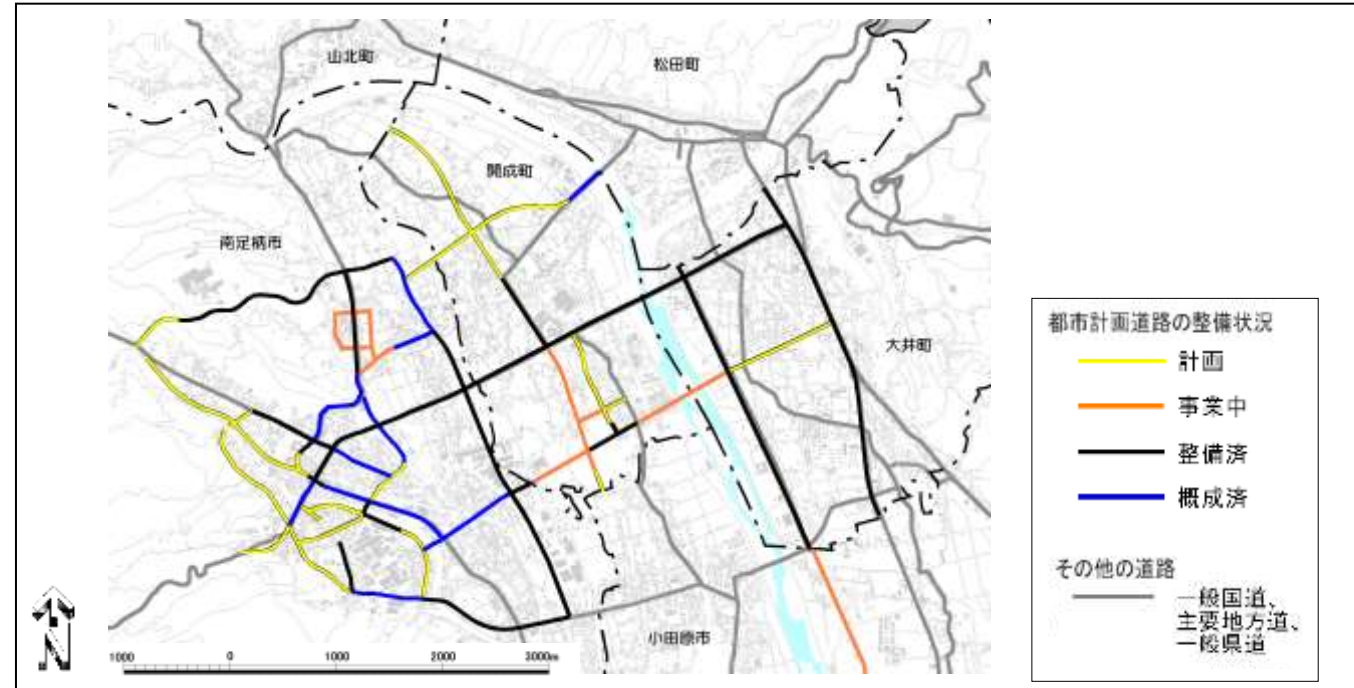 山北町
松田町
開成町
南足柄市
大井町
小田原市
N
1000 0 1000 2000 3000m
都市計画道路の整備状況
計画
事業中
整備済
概成済
その他の道路
一般国道、
主要地方道、
一般県道